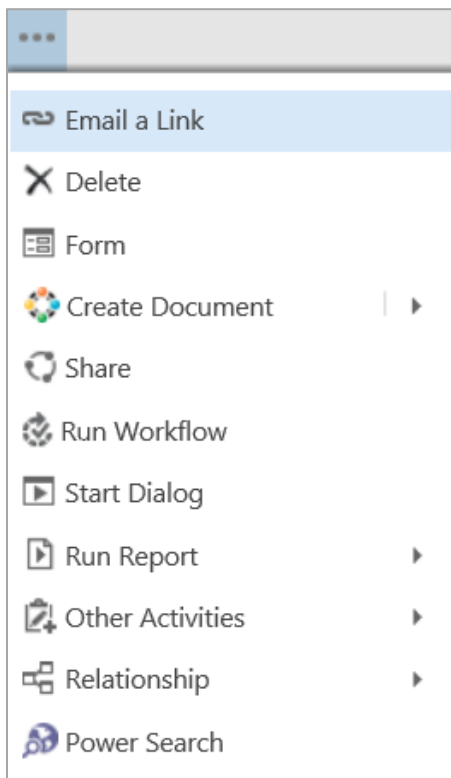 Email a Link
Delete
Form
Create Document
Share
Run Workflow
Start Dialog
Run Report
Other Activities
Relationship
Power Search